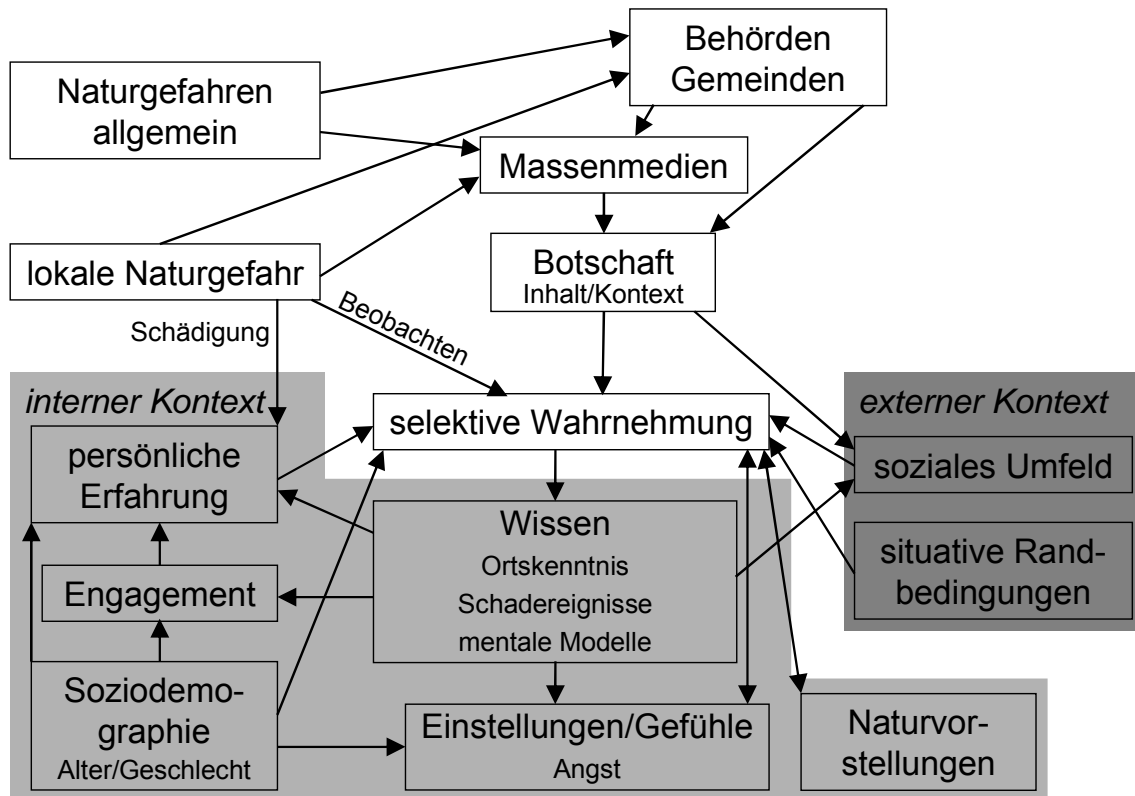 Behörden
Gemeinden
Naturgefahren
allgemein
Massenmedien
lokale Naturgefahr
Botschaft
Inhalt/Kontext
Schädigung
Beobachten
interner Kontext
selektive Wahrnehmung
externer Kontext
persönliche
Erfahrung
soziales Umfeld
Wissen
Ortskenntnis
Schadereignisse
mentale Modelle
situative Rand-
bedingungen
Engagement
Soziodemo-
graphie
Alter/Geschlecht
Einstellungen/Gefühle
Angst
Naturvor-
stellungen